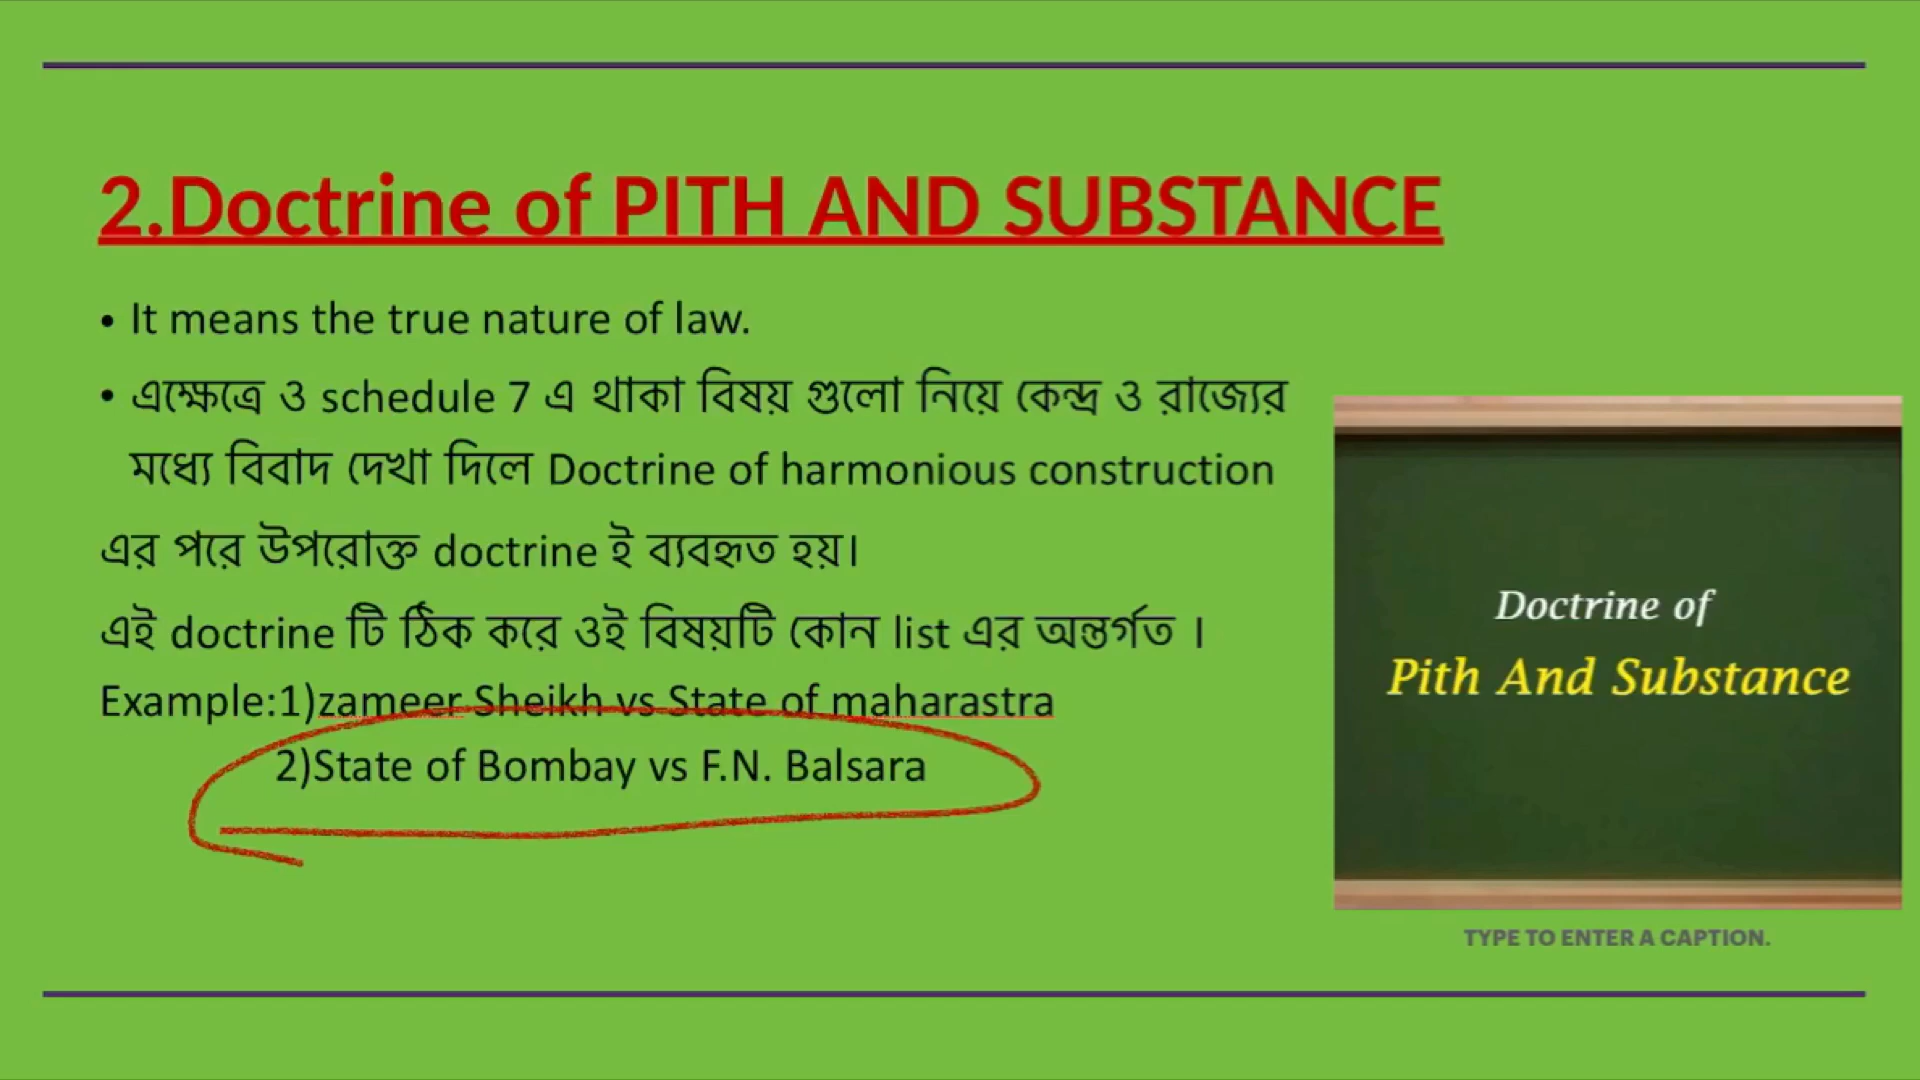 2.Doctrine of PITH AND SUBSTANCE
• It means the true nature of law.
• এক্ষেত্রে ও schedule 7 এ থাকা বিষয় গুলো নিয়ে কেন্দ্র ও রাজ্যের
মধ্যে বিবাদ দেখা দিলে Doctrine of harmonious construction
এর পরে উপরোক্ত doctrine ই ব্যবহৃত হয়।
এই doctrine টি ঠিক করে ওই বিষয়টি কোন list এর অন্তর্গত ।
Example:1)zameer Sheikh vs State of maharastra
2)State of Bombay vs F.N. Balsara
Doctrine of
Pith And Substance
TYPE TO ENTER A CAPTION.